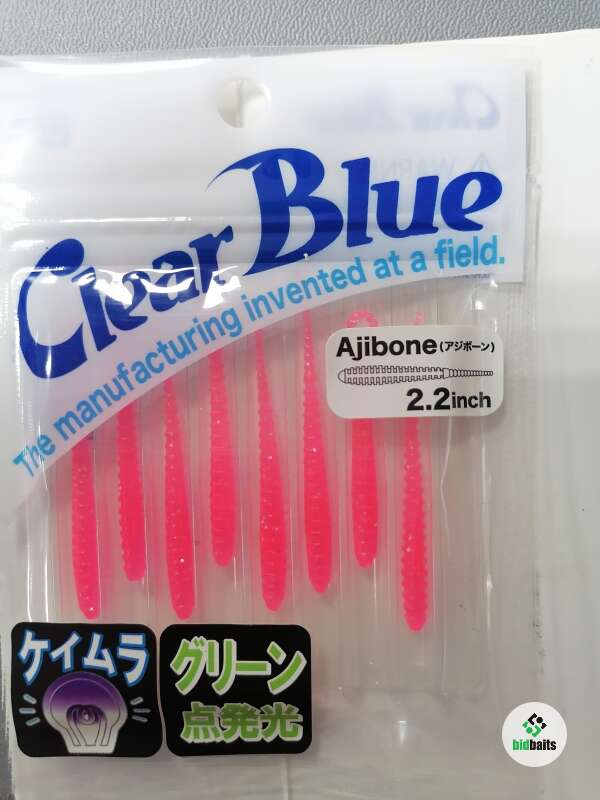 Clear Blue
The manufacturing invented at a field.
Ajibone(アジボーン)
2.2inch
ケイムラ
グリーン
点発光
bidbaits